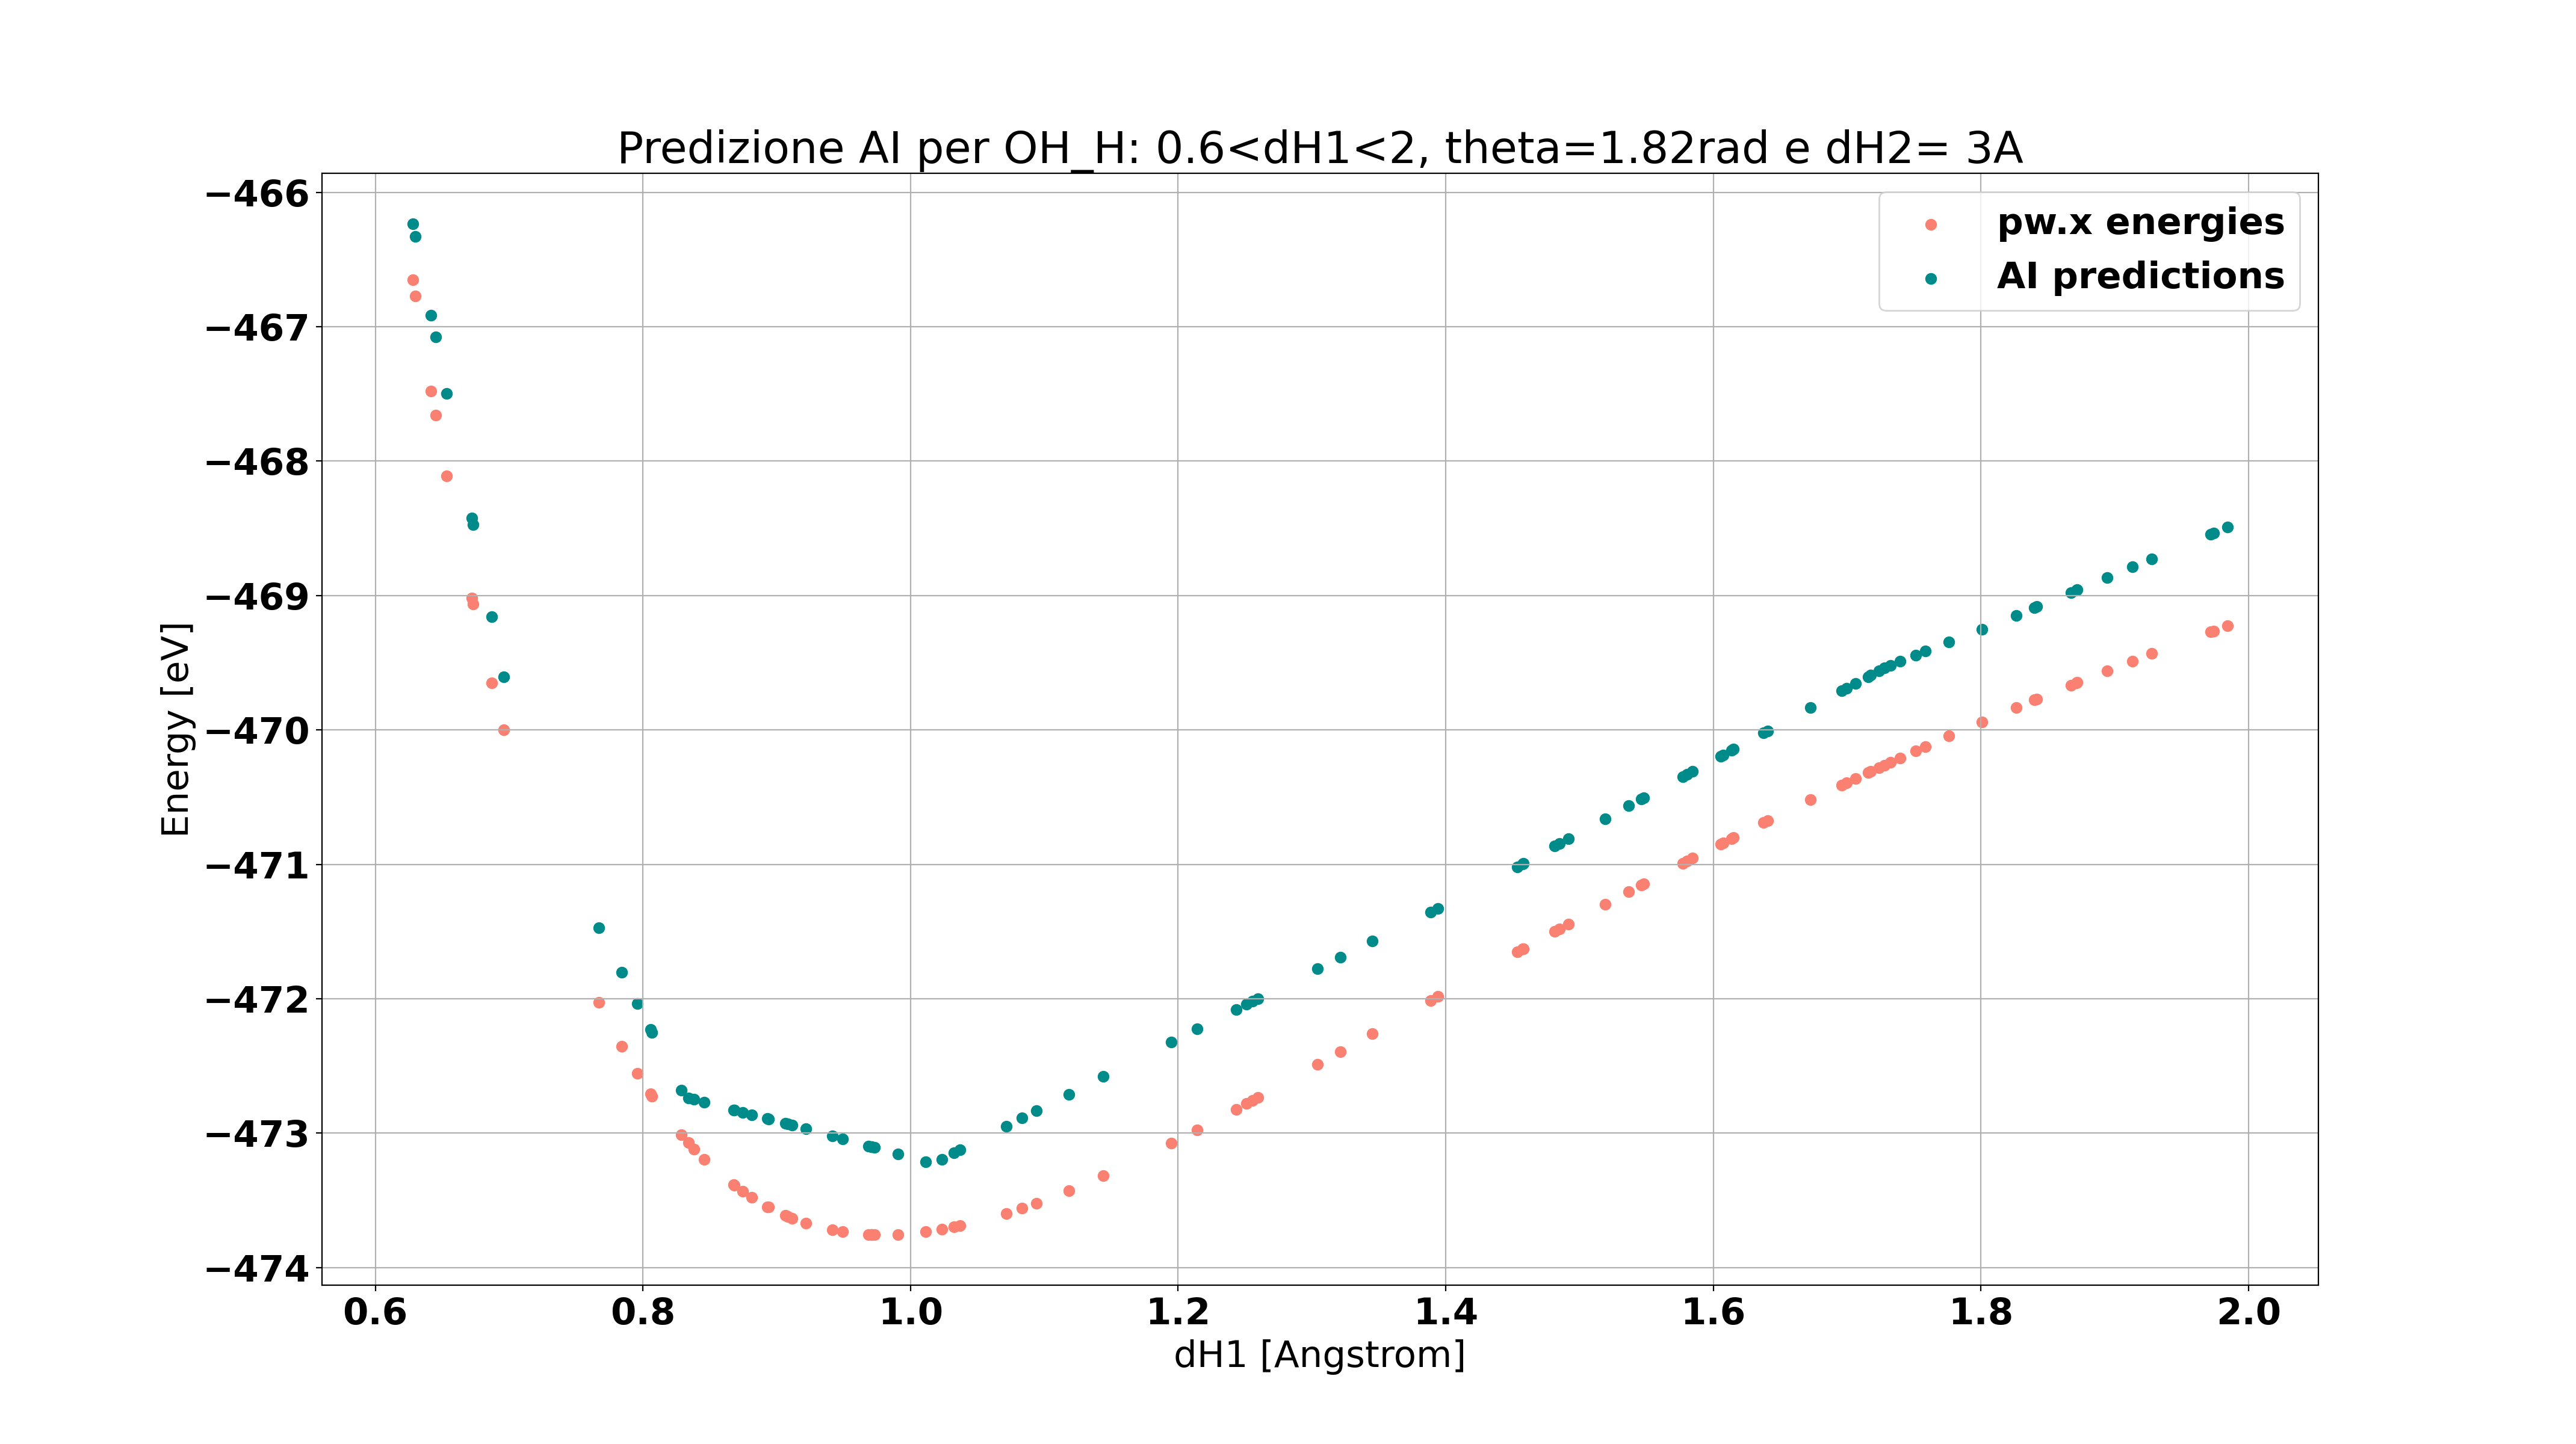 Predizione AI per OH_H: 0.6<dH1<2, theta=1.82rad e dH2= 3A
pw.x energies
AI predictions
Energy [eV]
−466
−467
−468
−469
−470
−471
−472
−473
−474
0.6 0.8 1.0 1.2 1.4 1.6 1.8 2.0
dH1 [Angstrom]